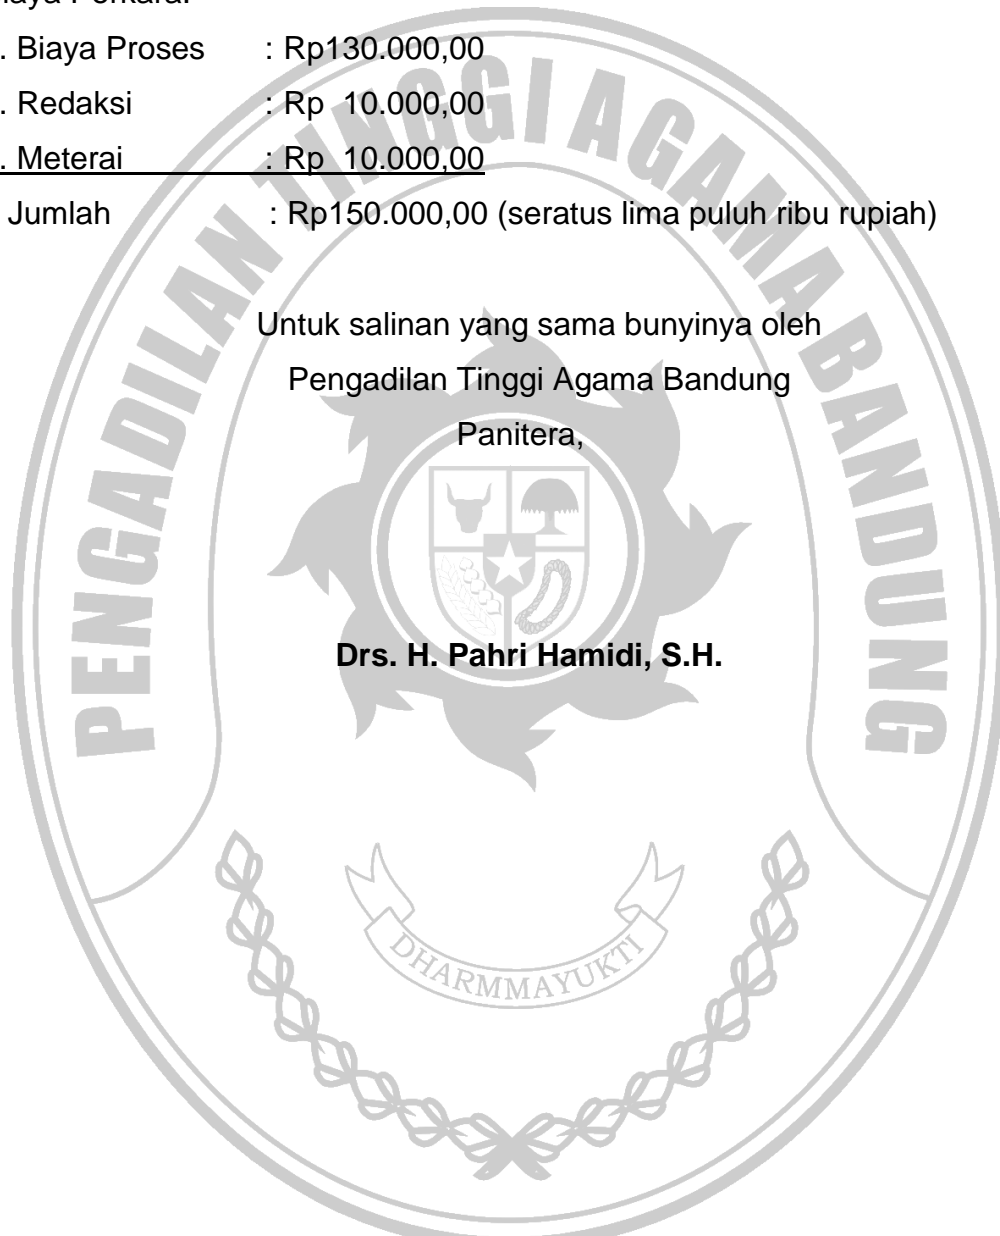 aya Perkara:
. Biaya Proses : Rp130.000,00
. Redaksi : Rp 10.000,00
. Meterai : Rp 10.000,00
Jumlah : Rp150.000,00 (seratus lima puluh ribu rupiah)
Untuk salinan yang sama bunyinya oleh
Pengadilan Tinggi Agama Bandung
Panitera,
Drs. H. Pahri Hamidi, S.H.
PENGADILAN TINGGI AGAMA BANDUNG
DHARMMAYUKTI